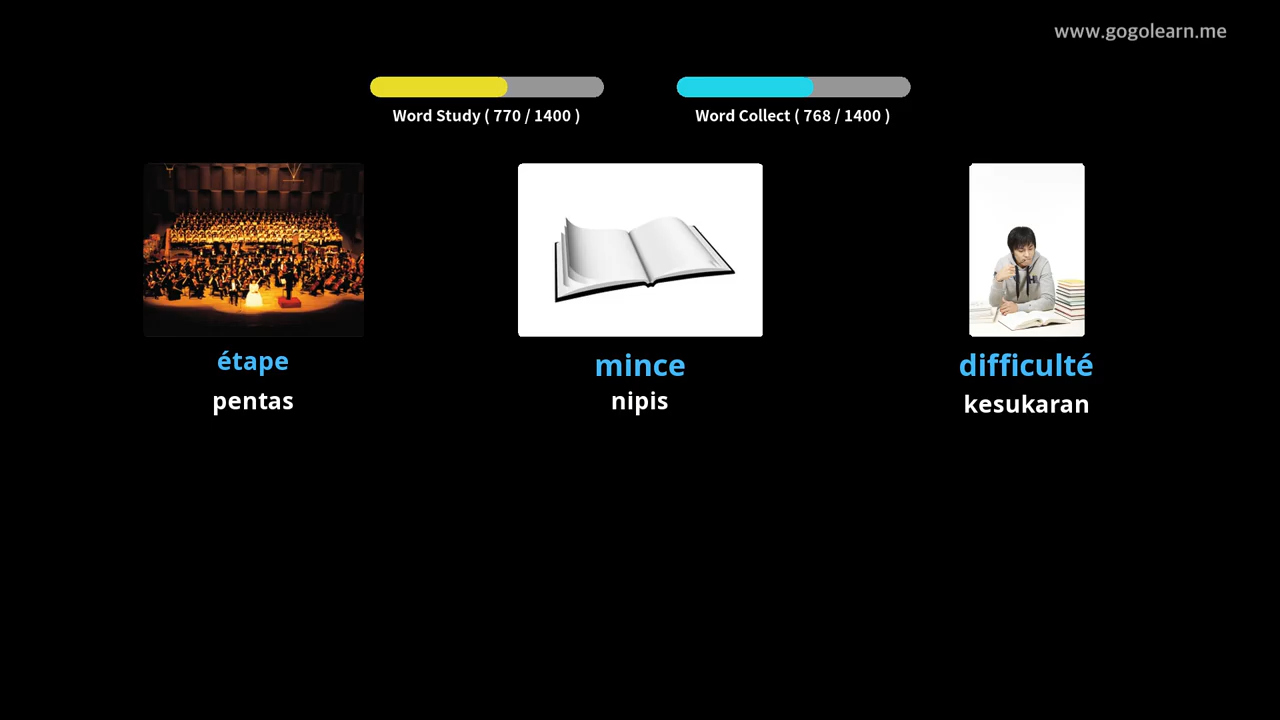 www.gogolearn.me
Word Study ( 770 / 1400 )
Word Collect ( 768 / 1400 )
étape
mince
difficulté
pentas
nipis
kesukaran